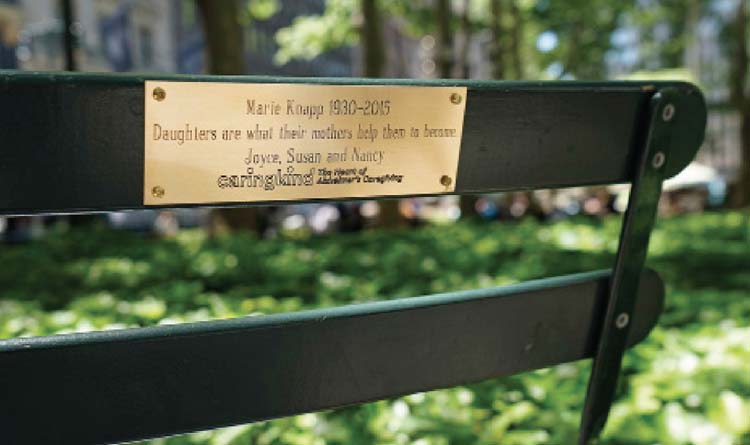 Marie Knapp 1930-2015
Daughters are what their mothers help them to become.
Joyce, Susan and Nancy
caringkind The Heart of
Alzheimer's Caregiving